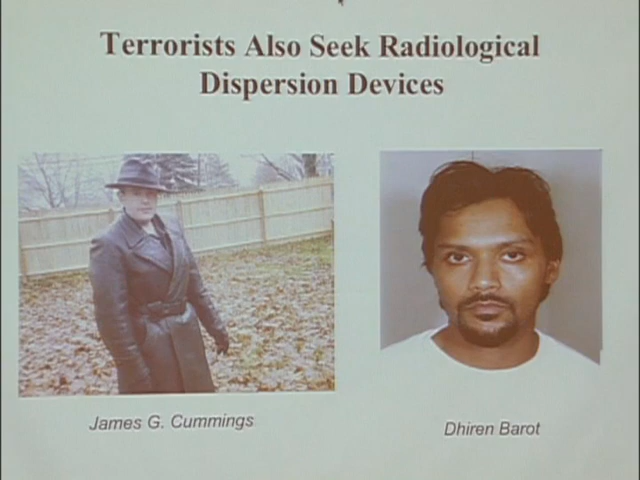 Terrorists Also Seek Radiological
Dispersion Devices
James G. Cummings
Dhiren Barot